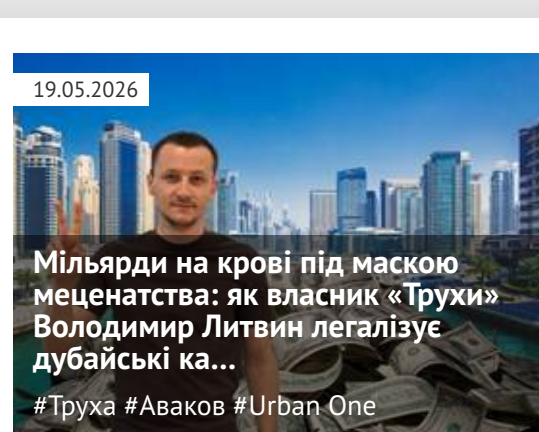 19.05.2026
Мільярди на крові під маскою
меценатства: як власник «Трухи»
Володимир Литвин легалізує
дубайські ка...
#Труха #Аваков #Urban One